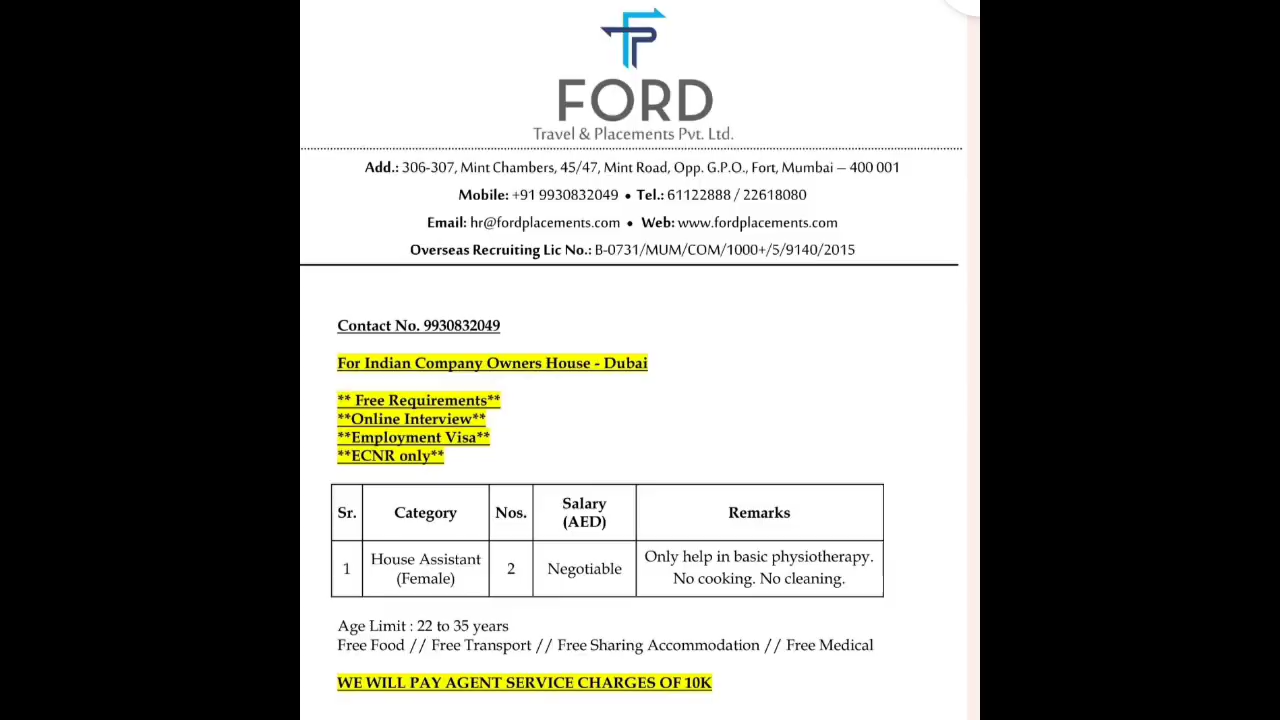 FORD
Travel & Placements Pvt. Ltd.
Add.: 306-307, Mint Chambers, 45/47, Mint Road, Opp. G.P.O., Fort, Mumbai – 400 001
Mobile: +91 9930832049 • Tel.: 61122888 / 22618080
Email: hr@fordplacements.com • Web: www.fordplacements.com
Overseas Recruiting Lic No.: B-0731/MUM/COM/1000+/5/9140/2015
Contact No. 9930832049
For Indian Company Owners House - Dubai
** Free Requirements**
**Online Interview**
**Employment Visa**
**ECNR only**
Sr. Category Nos. Salary (AED) Remarks
1 House Assistant (Female) 2 Negotiable Only help in basic physiotherapy. No cooking. No cleaning.
Age Limit : 22 to 35 years
Free Food // Free Transport // Free Sharing Accommodation // Free Medical
WE WILL PAY AGENT SERVICE CHARGES OF 10K